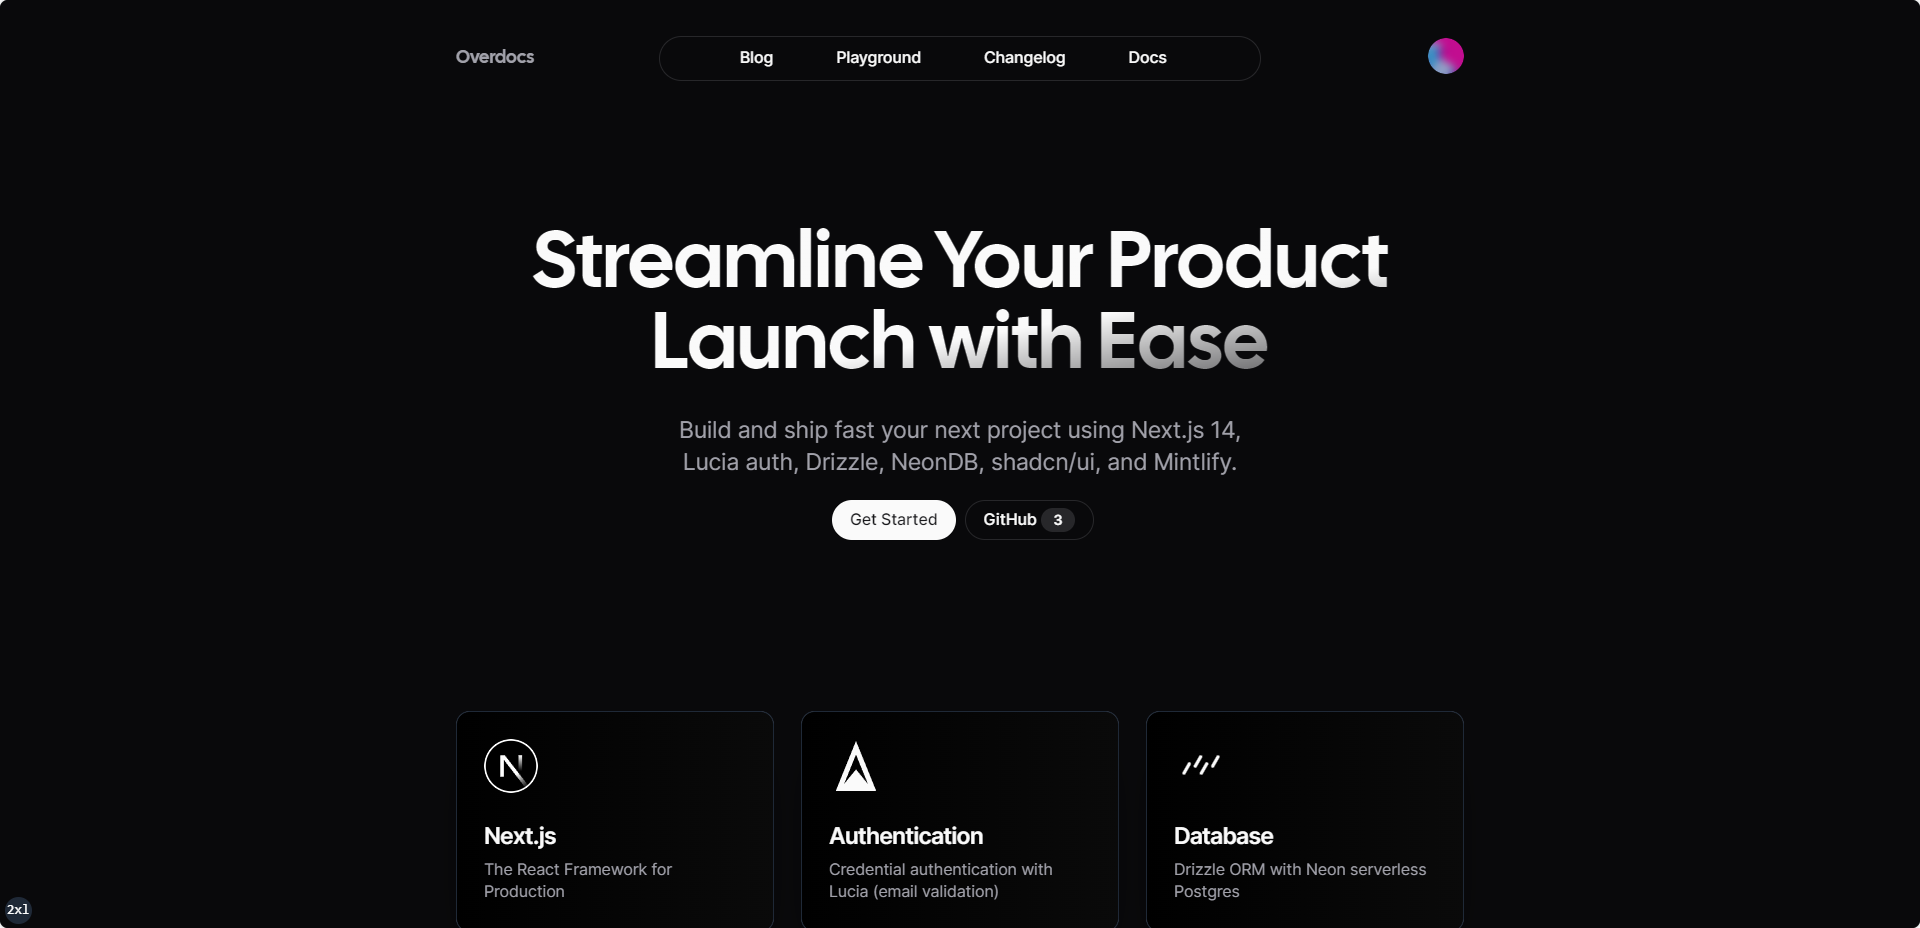 Overdocs
Blog Playground Changelog Docs
Streamline Your Product
Launch with Ease
Build and ship fast your next project using Next.js 14,
Lucia auth, Drizzle, NeonDB, shadcn/ui, and Mintlify.
Get Started GitHub 3
N
Next.js
The React Framework for
Production
Authentication
Credential authentication with
Lucia (email validation)
Database
Drizzle ORM with Neon serverless
Postgres
2xl